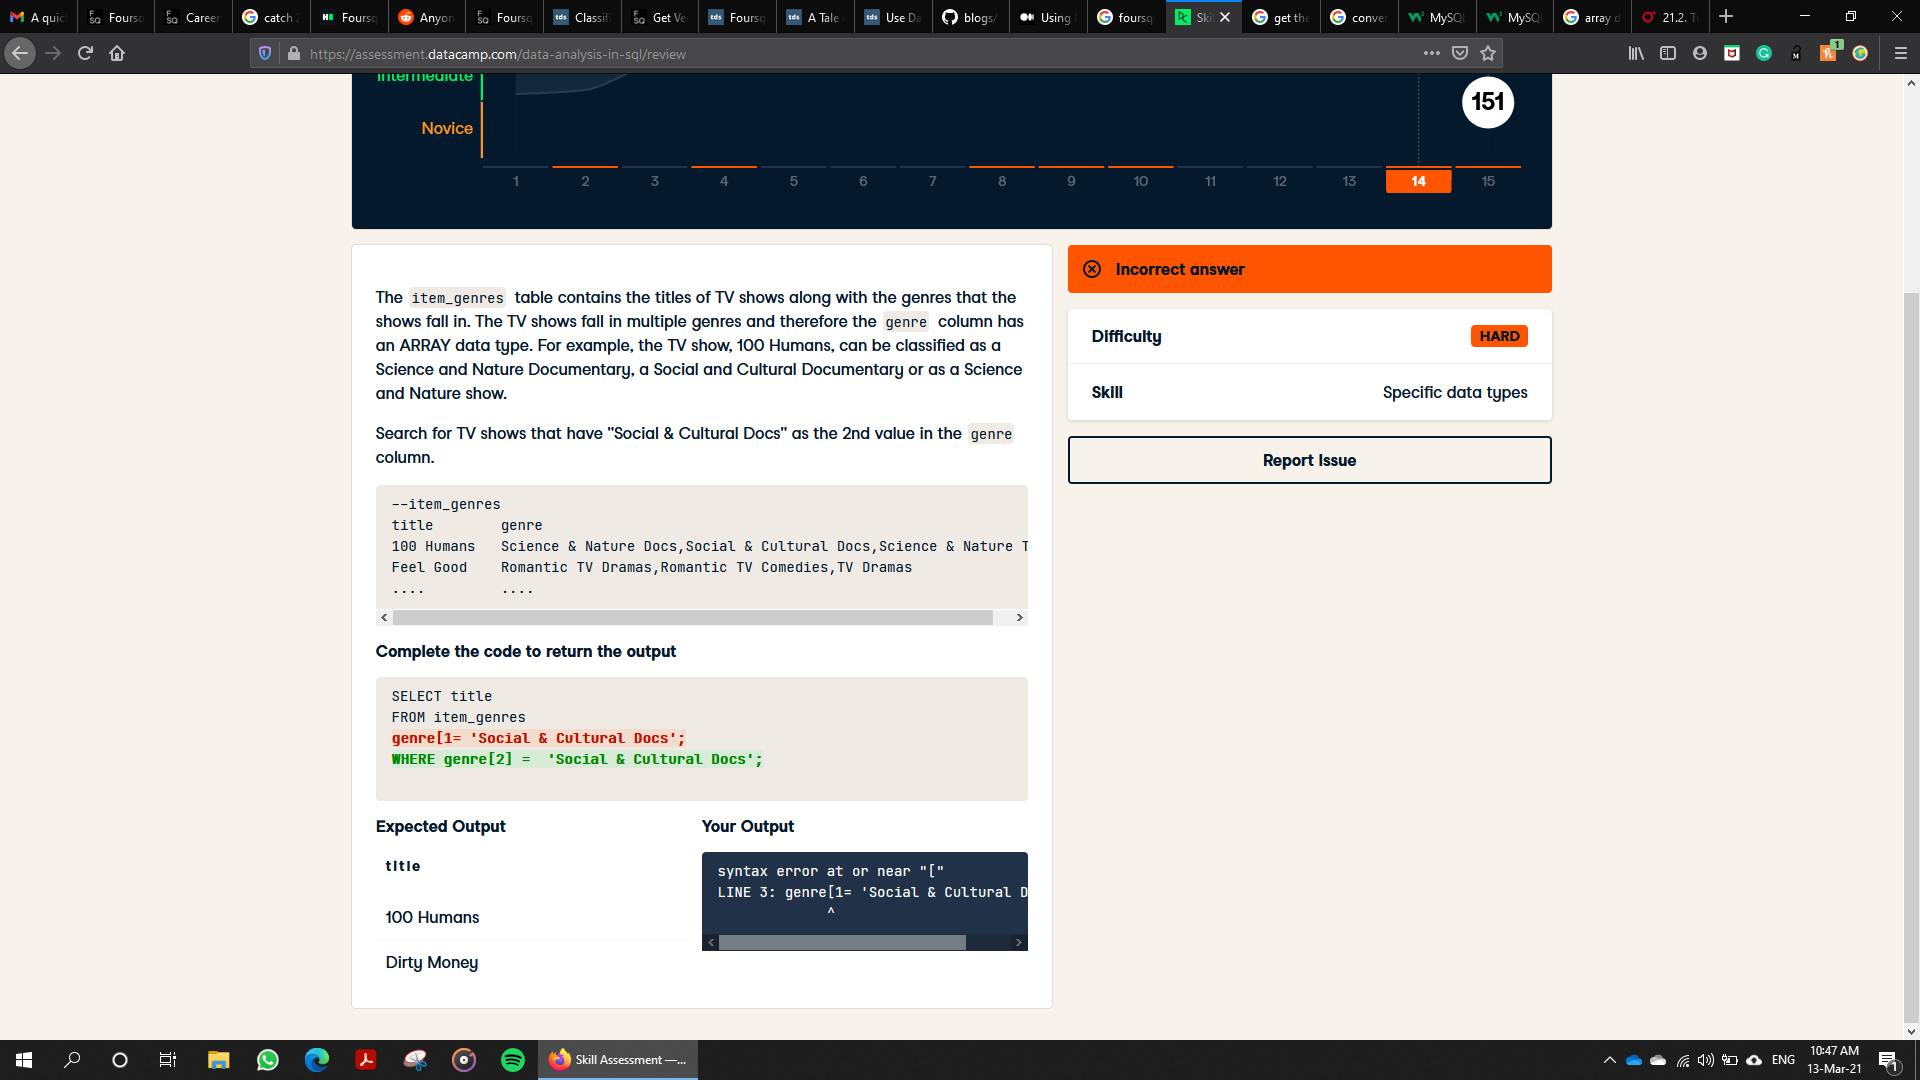 A quic
Foursq
Career
catch 
Foursq
Anyon
Foursq
Classif
Get Ve
Foursq
A Tale
Use Da
blogs/
Using
foursq
Ski
get the
conver
MySQL
MySQL
array d
21.2. T
https://assessment.datacamp.com/data-analysis-in-sql/review
1
Intermediate
151
Novice
1 2 3 4 5 6 7 8 9 10 11 12 13 14 15
The item_genres table contains the titles of TV shows along with the genres that the
shows fall in. The TV shows fall in multiple genres and therefore the genre column has
an ARRAY data type. For example, the TV show, 100 Humans, can be classified as a
Science and Nature Documentary, a Social and Cultural Documentary or as a Science
and Nature show.
Search for TV shows that have "Social & Cultural Docs" as the 2nd value in the genre
column.
--item_genres
title genre
100 Humans Science & Nature Docs,Social & Cultural Docs,Science & Nature T
Feel Good Romantic TV Dramas,Romantic TV Comedies,TV Dramas
.... ....
Complete the code to return the output
SELECT title
FROM item_genres
genre[1= 'Social & Cultural Docs';
WHERE genre[2] =  'Social & Cultural Docs';
Expected Output
title
100 Humans
Dirty Money
Your Output
syntax error at or near "["
LINE 3: genre[1= 'Social & Cultural D
^
Incorrect answer
Difficulty HARD
Skill Specific data types
Report Issue
Skill Assessment —...
ENG
10:47 AM
13-Mar-21
1